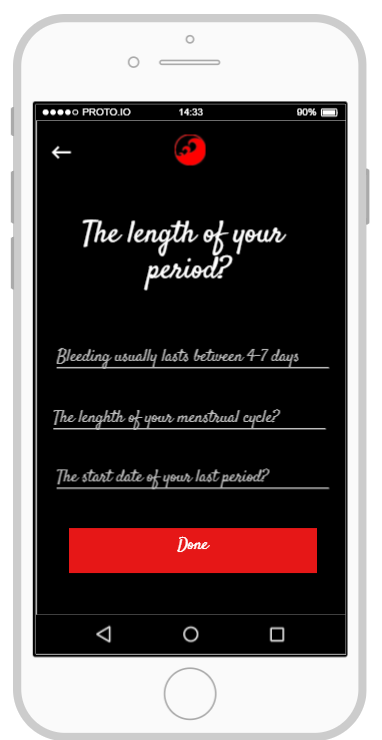 PROTO.IO 14:33 90%
The length of your
period?
Bleeding usually lasts between 4-7 days
The lenghth of your menstrual cycle?
The start date of your last period?
Done